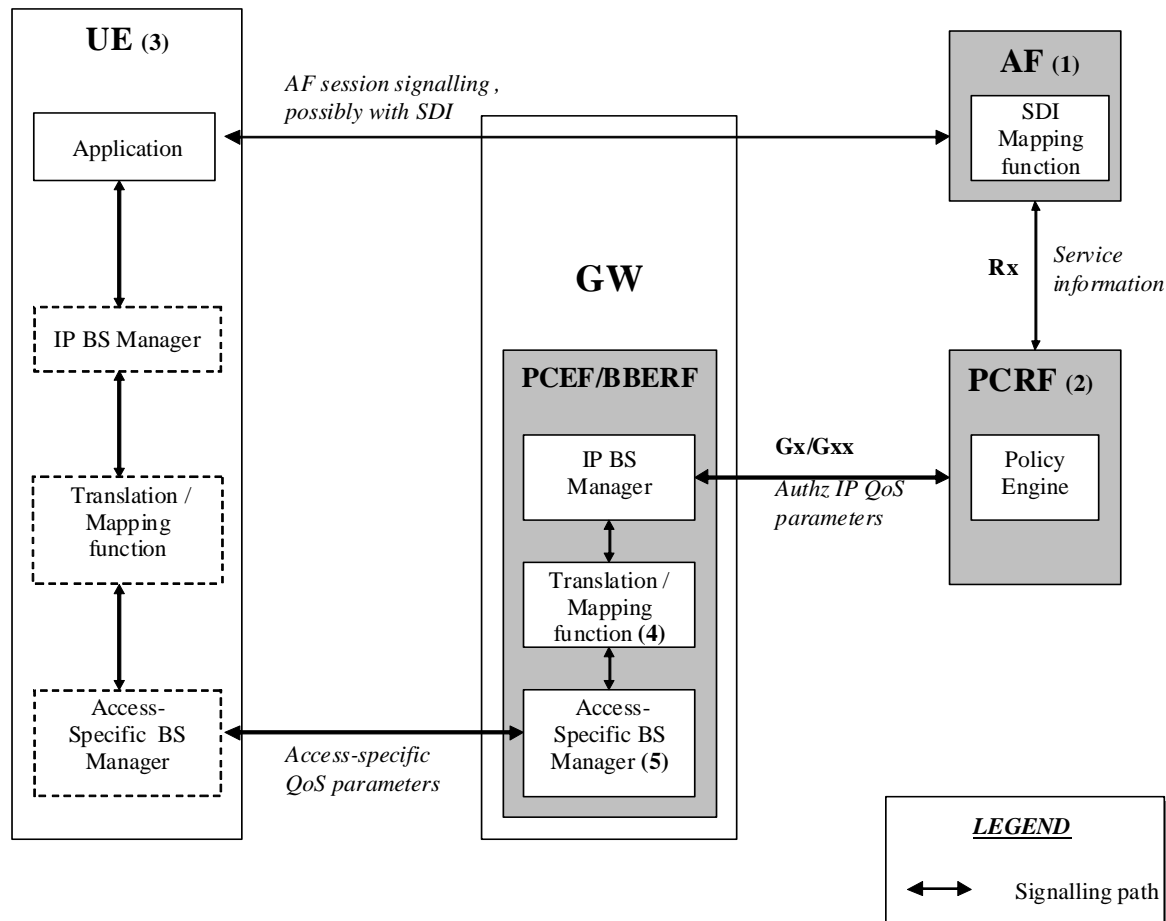 UE (3)
Application
IP BS Manager
Translation /
Mapping
function
Access-
Specific BS
Manager
AF session signalling ,
possibly with SDI
Access-specific
QoS parameters
GW
PCEF/BBERF
IP BS
Manager
Translation /
Mapping
function (4)
Access-
Specific BS
Manager (5)
Gx/Gxx
Authz IP QoS
parameters
AF (1)
SDI
Mapping
function
Rx
Service
information
PCRF (2)
Policy
Engine
LEGEND
Signalling path